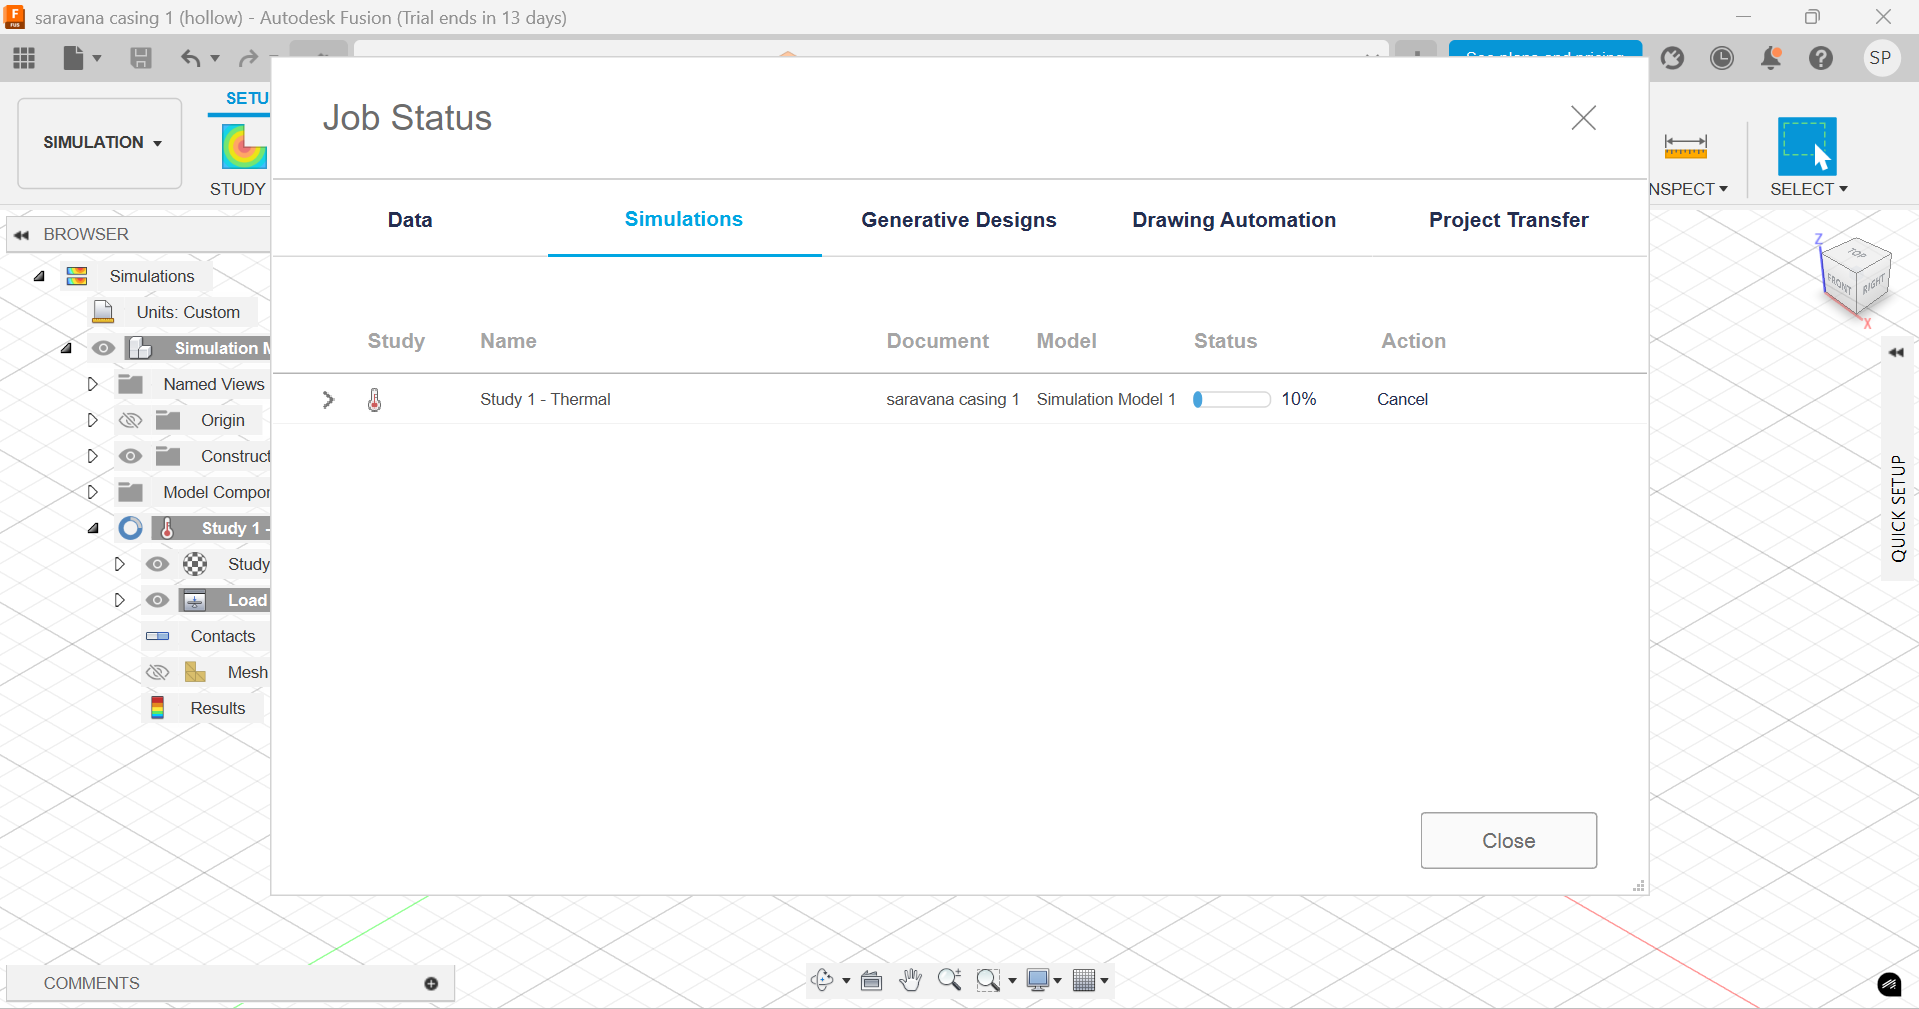 saravana casing 1 (hollow) - Autodesk Fusion (Trial ends in 13 days)
SP
SETU
SIMULATION
STUDY
NSPECT
SELECT
Job Status
Data
Simulations
Generative Designs
Drawing Automation
Project Transfer
Study
Name
Document
Model
Status
Action
Study 1 - Thermal
saravana casing 1
Simulation Model 1
10%
Cancel
Close
BROWSER
Simulations
Units: Custom
Simulation M
Named Views
Origin
Construct
Model Compor
Study 1 -
Study
Load
Contacts
Mesh
Results
Z
TOP
FRONT
RIGHT
X
QUICK SETUP
COMMENTS